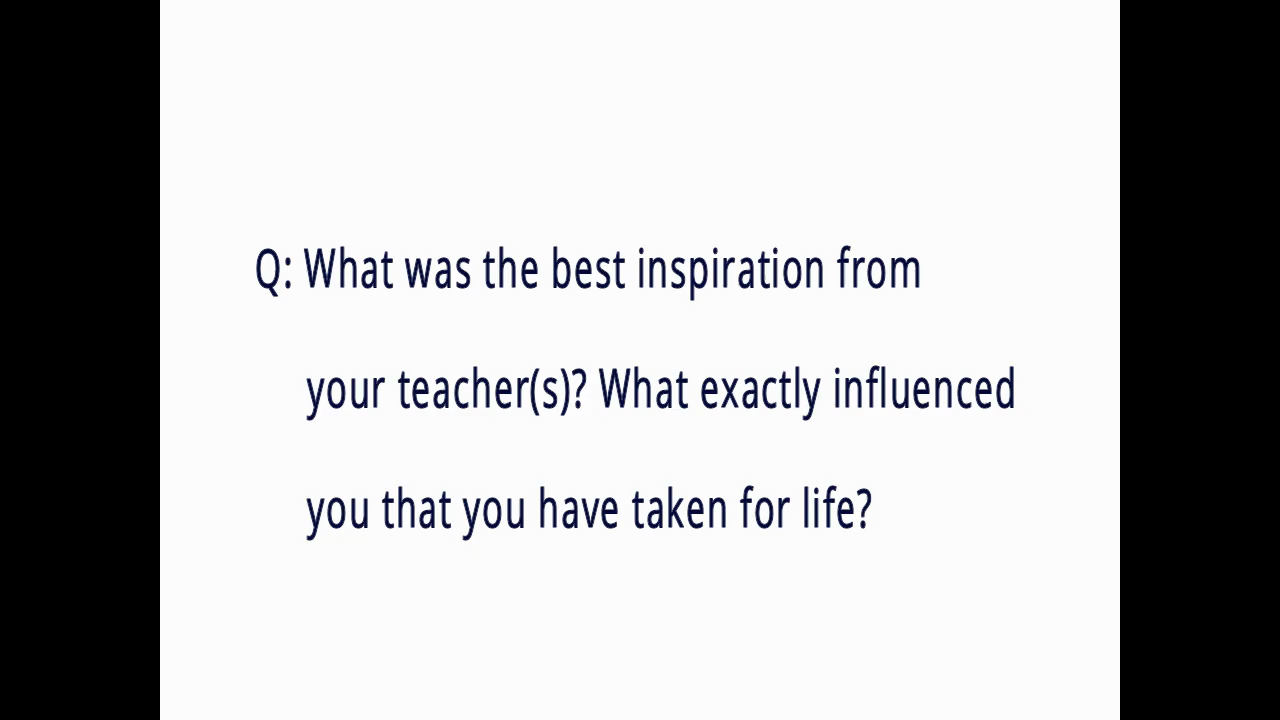 Q: What was the best inspiration from
your teacher(s)? What exactly influenced
you that you have taken for life?